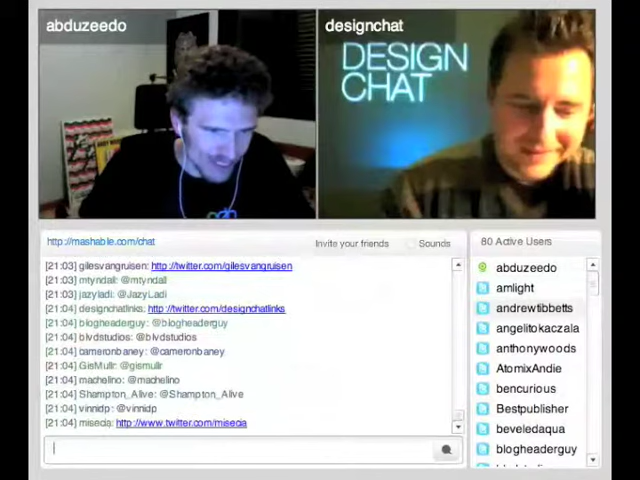 abduzeedo
designchat
DESIGN
CHAT
http://mashable.com/chat
Invite your friends
Sounds
80 Active Users
[21:03] gilesvangruisen: http://twitter.com/gilesvangruisen
[21:03] mtyndall: @mtyndall
[21:03] jazyladi: @JazyLadi
[21:04] designchatlinks: http://twitter.com/designchatlinks
[21:04] blogheaderguy: @blogheaderguy
[21:04] blvdstudios: @blvdstudios
[21:04] cameronbaney: @cameronbaney
[21:04] GisMullr: @gismullr
[21:04] machelino: @machelino
[21:04] Shampton_Alive: @Shampton_Alive
[21:04] vinnidp: @vinnidp
[21:04] misecia: http://www.twitter.com/misecia
abduzeedo
amlight
andrewtibbetts
angelitokaczala
anthonywoods
AtomixAndie
bencurious
Bestpublisher
beveledaqua
blogheaderguy